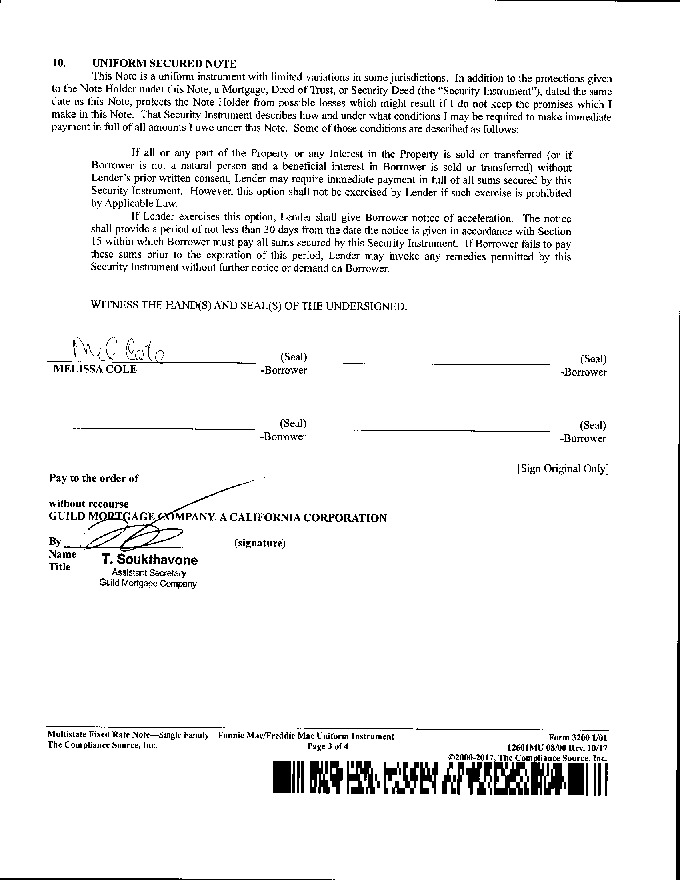 10. UNIFORM SECURED NOTE
This Note is a uniform instrument with limited variations in some jurisdictions. In addition to the protections given
to the Note Holder under this Note, a Mortgage, Deed of Trust, or Security Deed (the "Security Instrument"), dated the same
date as this Note, protects the Note Holder from possible losses which might result if I do not keep the promises which I
make in this Note. That Security Instrument describes how and under what conditions I may be required to make immediate
payment in full of all amounts I owe under this Note. Some of those conditions are described as follows:
If all or any part of the Property or any Interest in the Property is sold or transferred (or if
Borrower is not a natural person and a beneficial interest in Borrower is sold or transferred) without
Lender's prior written consent, Lender may require immediate payment in full of all sums secured by this
Security Instrument. However, this option shall not be exercised by Lender if such exercise is prohibited
by Applicable Law.
If Lender exercises this option, Lender shall give Borrower notice of acceleration. The notice
shall provide a period of not less than 30 days from the date the notice is given in accordance with Section
15 within which Borrower must pay all sums secured by this Security Instrument. If Borrower fails to pay
these sums prior to the expiration of this period, Lender may invoke any remedies permitted by this
Security Instrument without further notice or demand on Borrower.
WITNESS THE HAND(S) AND SEAL(S) OF THE UNDERSIGNED.
(Seal) (Seal)
MELISSA COLE -Borrower -Borrower
(Seal) (Seal)
-Borrower -Borrower
[Sign Original Only]
Pay to the order of
without recourse
GUILD MORTGAGE COMPANY, A CALIFORNIA CORPORATION
By (signature)
Name T. Soukthavone
Title Assistant Secretary
Guild Mortgage Company
Multistate Fixed Rate Note—Single Family Fannie Mae/Freddie Mac Uniform Instrument Form 3200 1/01
The Compliance Source, Inc. Page 3 of 4 12601MU 08/00 Rev. 10/17
©2000-2017, The Compliance Source, Inc.